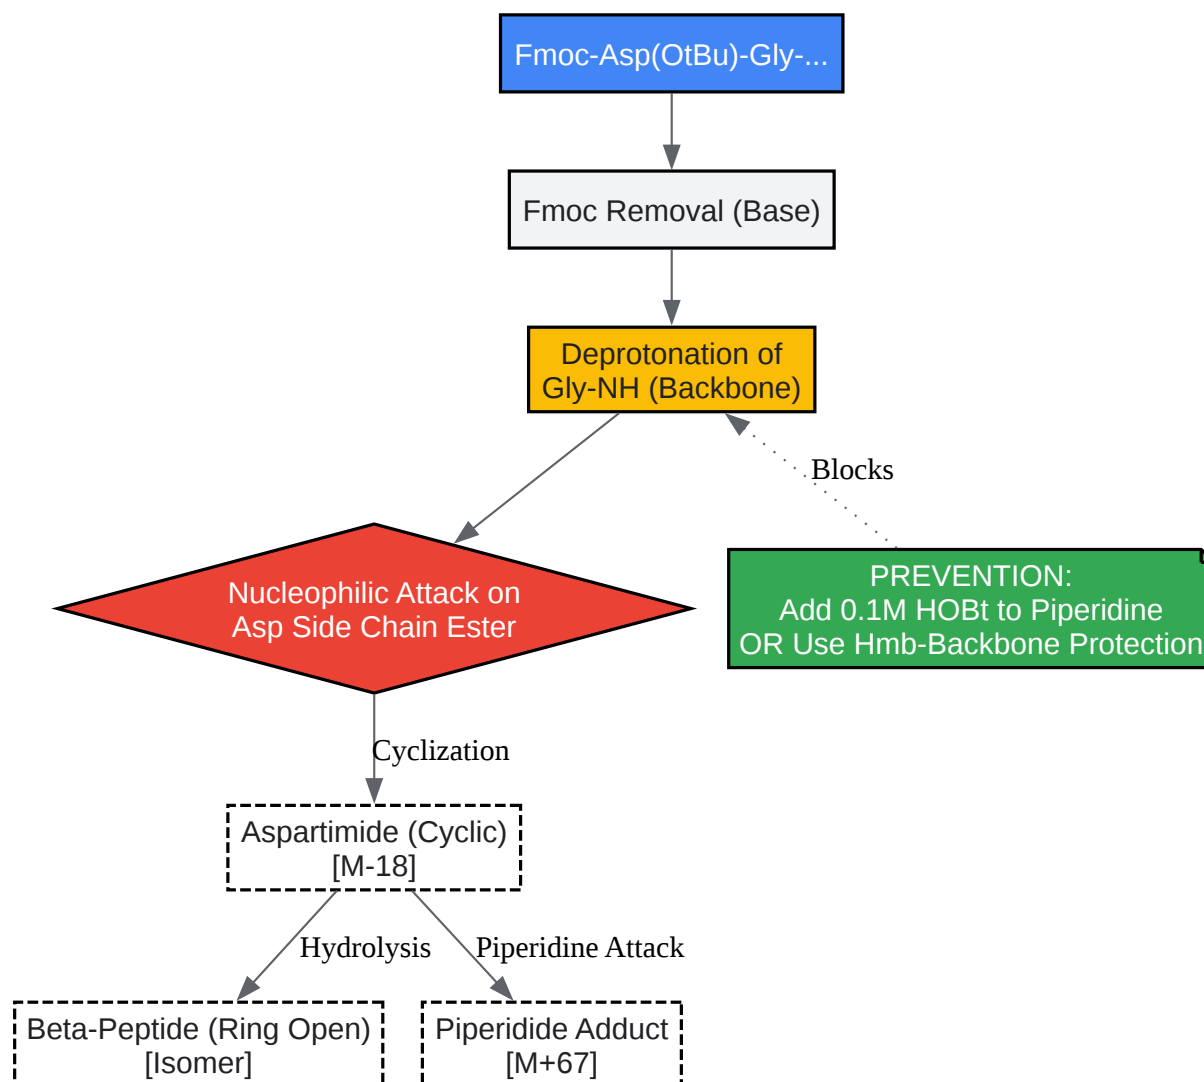 Fmoc-Asp(OtBu)-Gly-...
Fmoc Removal (Base)
Deprotonation of
Gly-NH (Backbone)
Blocks
Nucleophilic Attack on
Asp Side Chain Ester
PREVENTION:
Add 0.1M HOBt to Piperidine
OR Use Hmb-Backbone Protection
Cyclization
Aspartimide (Cyclic)
[M-18]
Hydrolysis
Piperidine Attack
Beta-Peptide (Ring Open)
[Isomer]
Piperidide Adduct
[M+67]